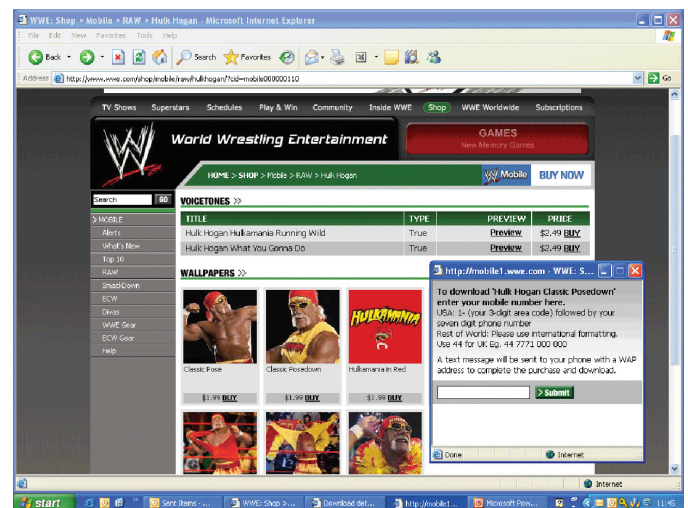 WWE: Shop > Mobile > RAW > Hulk Hogan - Microsoft Internet Explorer
File Edit View Favorites Tools Help
Back Search Favorites
Address http://www.wwe.com/shop/mobile/raw/hulkhogan/?cid=mobile000000110 Go
TV Shows Superstars Schedules Play & Win Community Inside WWE Shop WWE Worldwide Subscriptions
World Wrestling Entertainment
GAMES
New Memory Games
HOME > SHOP > Mobile > RAW > Hulk Hogan
Mobile BUY NOW
Search GO
MOBILE
Alerts
What's New
Top 10
RAW
SmackDown
ECW
Divas
WWE Gear
ECW Gear
Help
VOICETONES >>
TITLE TYPE PREVIEW PRICE
Hulk Hogan Hulkamania Running Wild True Preview $2.49 BUY
Hulk Hogan What You Gonna Do True Preview $2.49 BUY
WALLPAPERS >>
HULKAMANIA
Classic Pose Classic Posedown Hulkamania in Red
$1.99 BUY $1.99 BUY $1.99 BUY
http://mobile1.wwe.com - WWE: S...
To download 'Hulk Hogan Classic Posedown'
enter your mobile number here.
USA: 1- (your 3-digit area code) followed by your
seven digit phone number
Rest of World: Please use international formatting.
Use 44 for UK Eg. 44 7771 000 000
A text message will be sent to your phone with a WAP
address to complete the purchase and download.
> Submit
Done Internet
Internet
start Sent Items - ... WWE: Shop >... Download det... http://mobile1... Microsoft Pow... 11:45